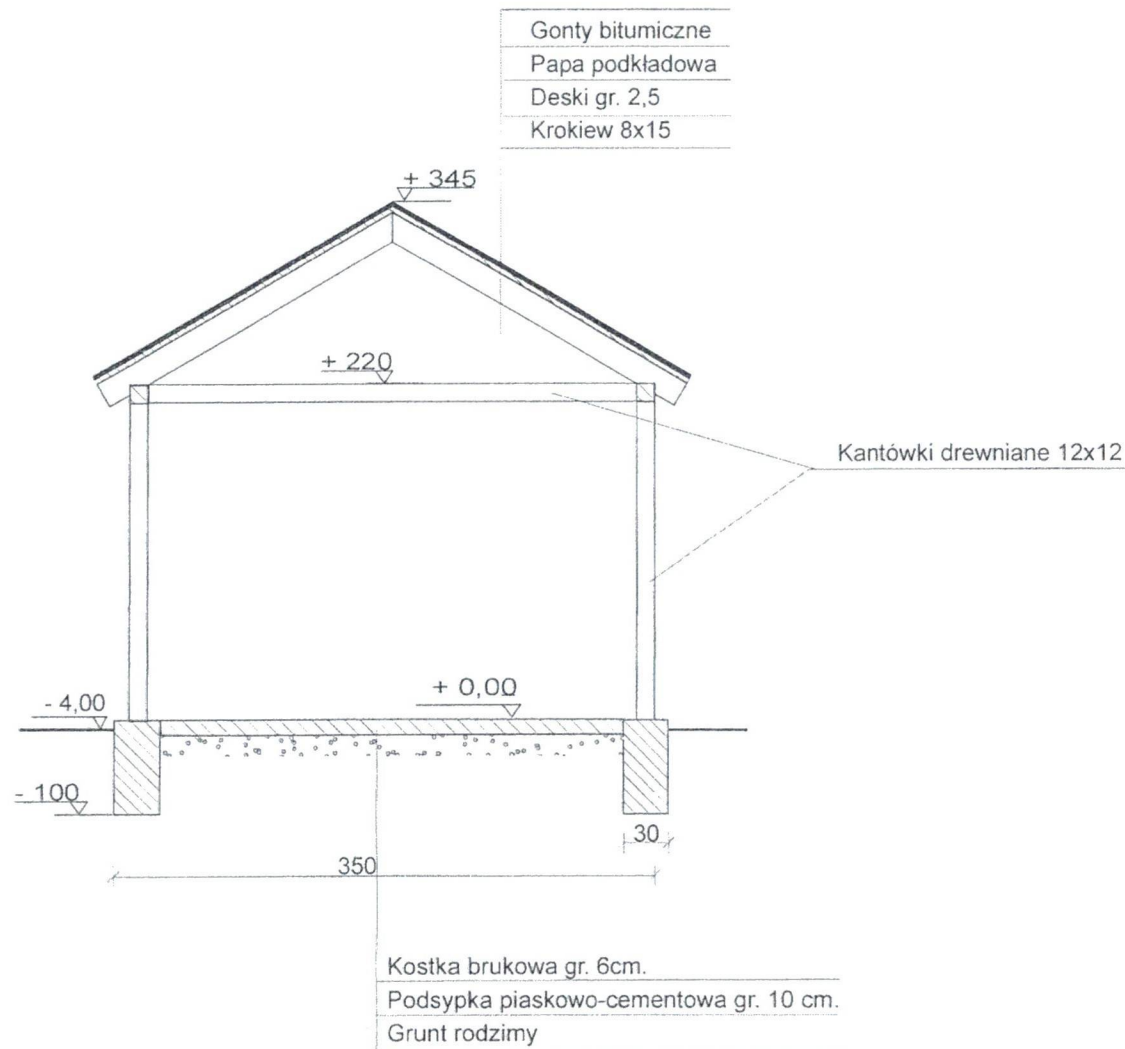 Gonty bitumiczne
Papa podkładowa
Deski gr. 2,5
Krokiew 8x15
+ 345
+ 220
Kantówki drewniane 12x12
+ 0,00
- 4,00
- 100
30
350
Kostka brukowa gr. 6cm.
Podsypka piaskowo-cementowa gr. 10 cm.
Grunt rodzimy